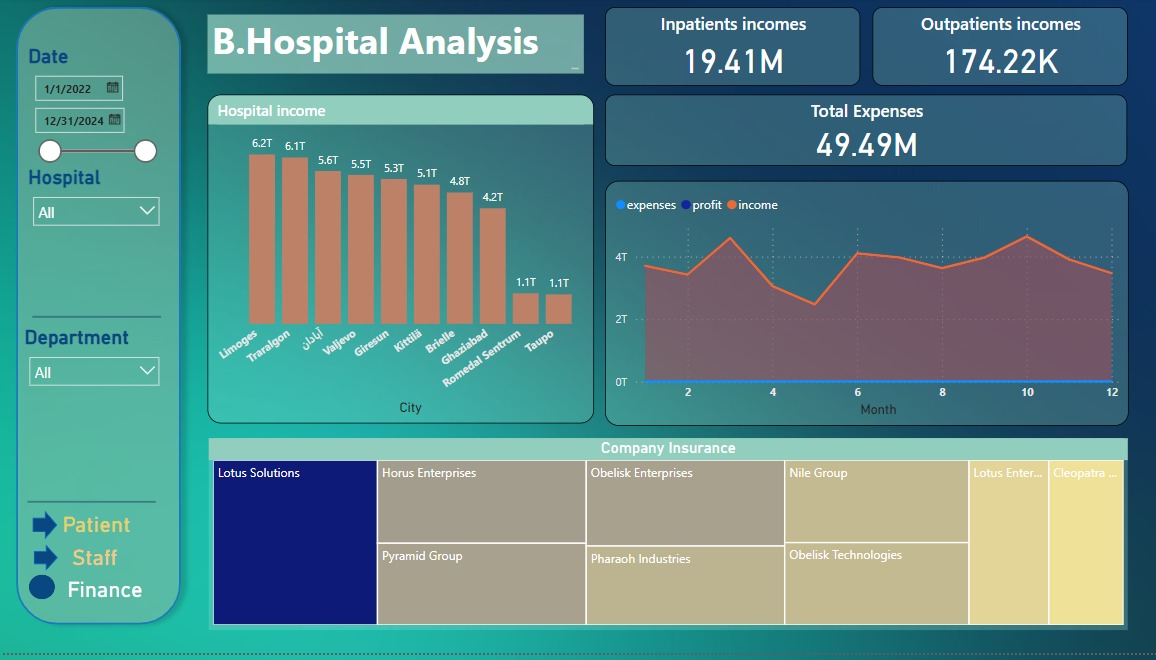 B.Hospital Analysis
Date
1/1/2022
12/31/2024
Hospital
All
Department
All
Patient
Staff
Finance
Inpatients incomes
19.41M
Outpatients incomes
174.22K
Total Expenses
49.49M
Hospital income
6.2T
6.1T
5.6T
5.5T
5.3T
5.1T
4.8T
4.2T
1.1T
1.1T
Limoges
Traralgon
آبادان
Valjevo
Giresun
Kittilä
Brielle
Ghaziabad
Romedal Sentrum
Taupo
City
expenses profit income
4T
2T
0T
2 4 6 8 10 12
Month
Company Insurance
Lotus Solutions
Horus Enterprises
Obelisk Enterprises
Nile Group
Lotus Enter...
Cleopatra ...
Pyramid Group
Pharaoh Industries
Obelisk Technologies